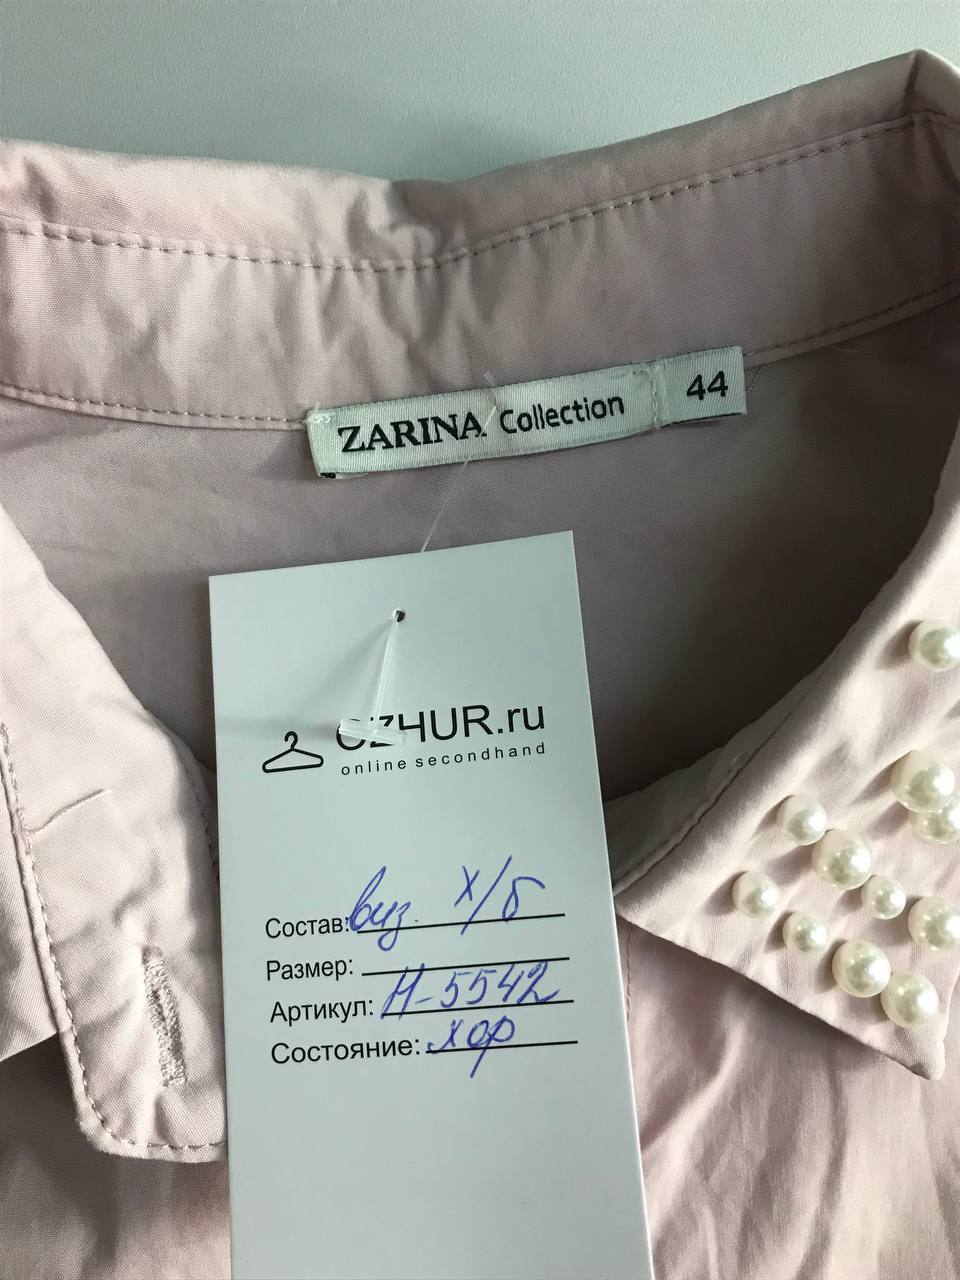 ZARINA Collection 44
OZHUR.ru
online secondhand
Состав: виз х/б
Размер:
Артикул: Н-5542
Состояние: хор